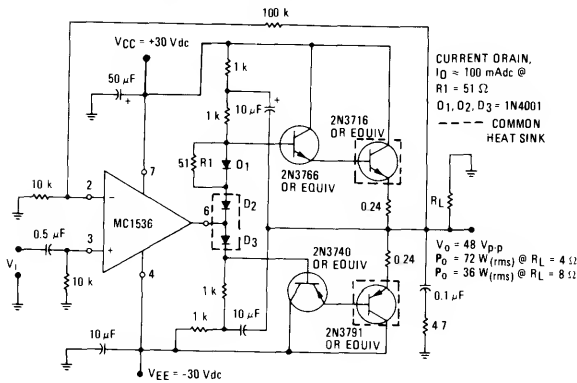 100 k
VCC = +30 Vdc
50 µF
+
1 k
1 k
10 µF
+
2N3716
OR EQUIV
CURRENT DRAIN,
IO ≈ 100 mAdc @
R1 = 51 Ω
D1, D2, D3 = 1N4001
COMMON
HEAT SINK
2N3766
OR EQUIV
51
R1
D1
7
10 k
2
−
MC1536
6
D2
D3
0.24
RL
0.5 µF
3
+
VI
10 k
4
2N3740
OR EQUIV
0.24
VO = 48 Vp-p
PO = 72 W(rms) @ RL = 4 Ω
PO = 36 W(rms) @ RL = 8 Ω
1 k
1 k
10 µF
0.1 µF
4 7
10 µF
2N3791
OR EQUIV
VEE = -30 Vdc